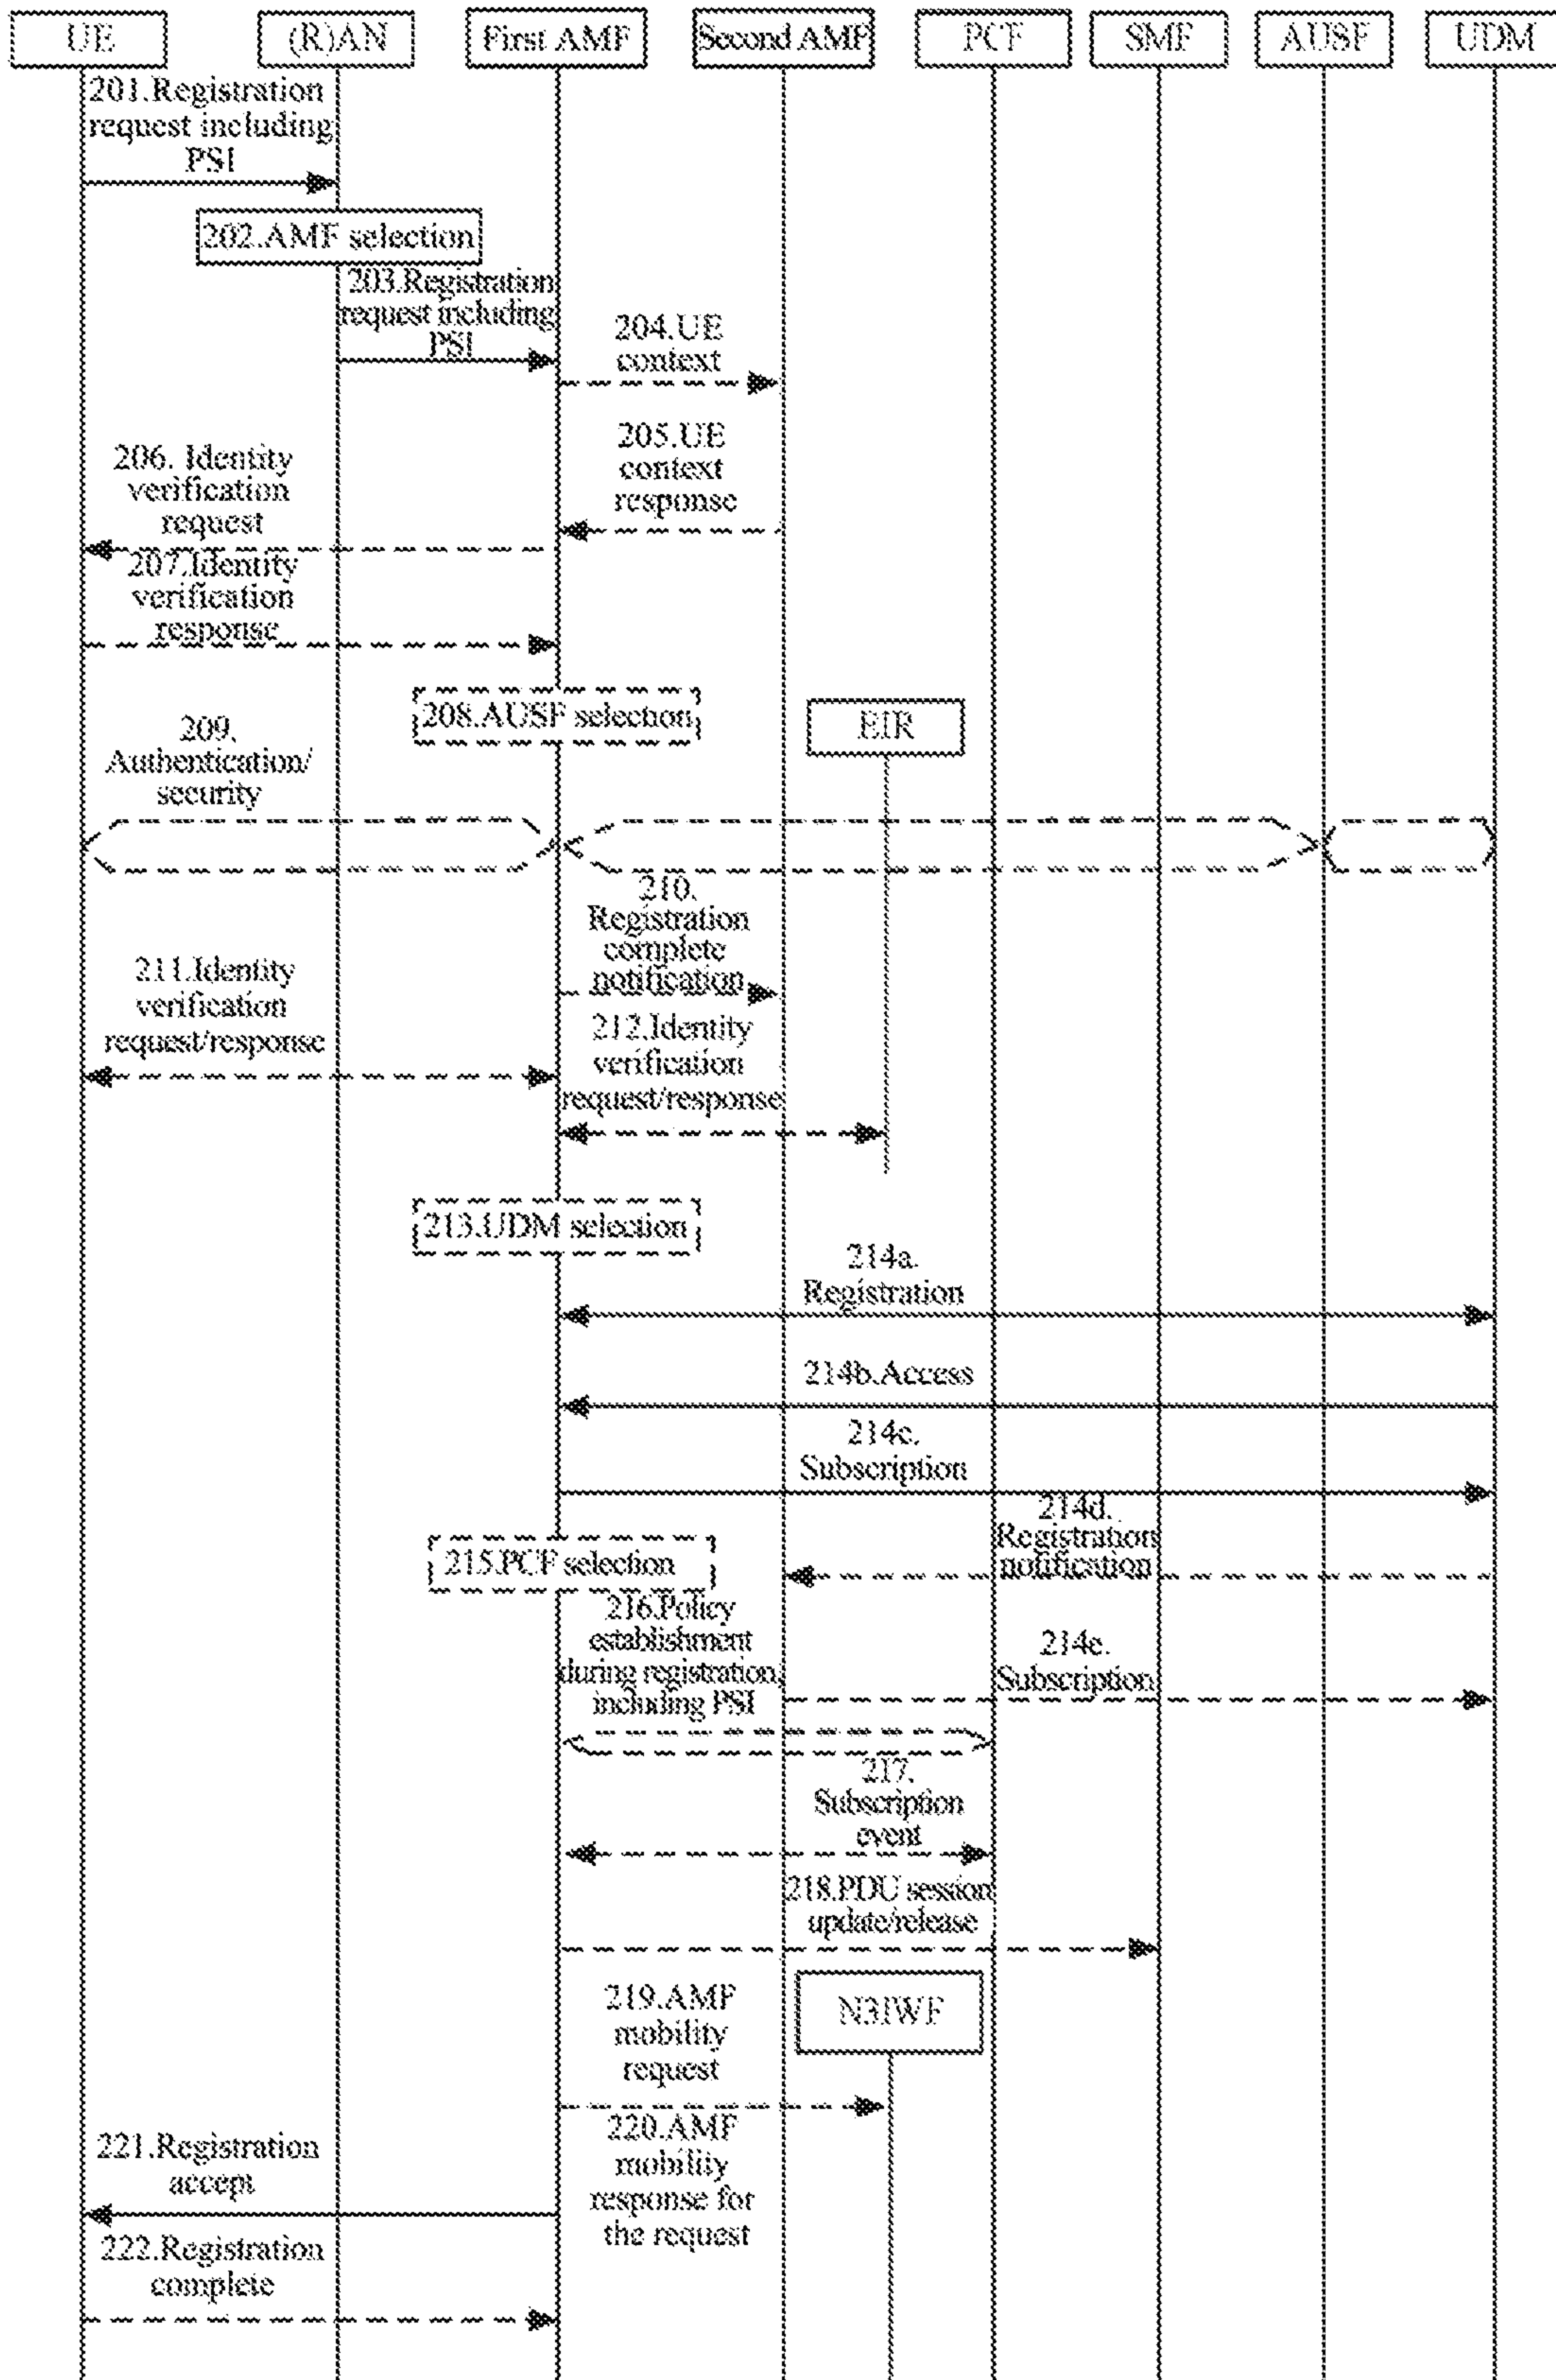 UE
(R)AN
First AMF
Second AMF
PCF
SMF
AUSF
UDM
201.Registration
request including
PSI
202.AMF selection
203.Registration
request including
PSI
204.UE
context
205.UE
context
response
206. Identity
verification
request
207.Identity
verification
response
208.AUSF selection
EIR
209.
Authentication/
security
210.
Registration
complete
notification
211.Identity
verification
request/response
212.Identity
verification
request/response
213.UDM selection
214a.
Registration
214b.Access
214c.
Subscription
214d.
Registration
notification
215.PCF selection
216.Policy
establishment
during registration,
including PSI
214e.
Subscription
217.
Subscription
event
218.PDU session
update/release
219.AMF
mobility
request
N3IWF
220.AMF
mobility
response for
the request
221.Registration
accept
222.Registration
complete